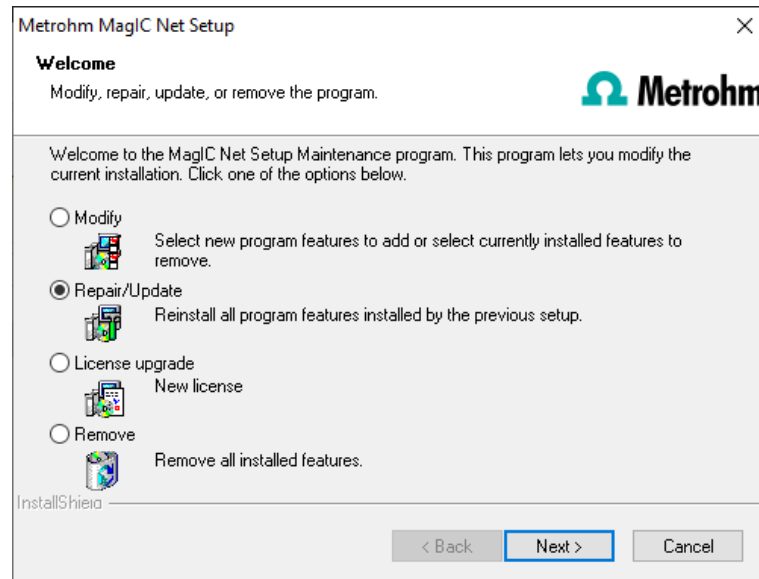 Metrohm MagIC Net Setup
Welcome
Modify, repair, update, or remove the program.
Metrohm
Welcome to the MagIC Net Setup Maintenance program. This program lets you modify the
current installation. Click one of the options below.
Modify
Select new program features to add or select currently installed features to
remove.
Repair/Update
Reinstall all program features installed by the previous setup.
License upgrade
New license
Remove
Remove all installed features.
InstallShield
< Back
Next >
Cancel